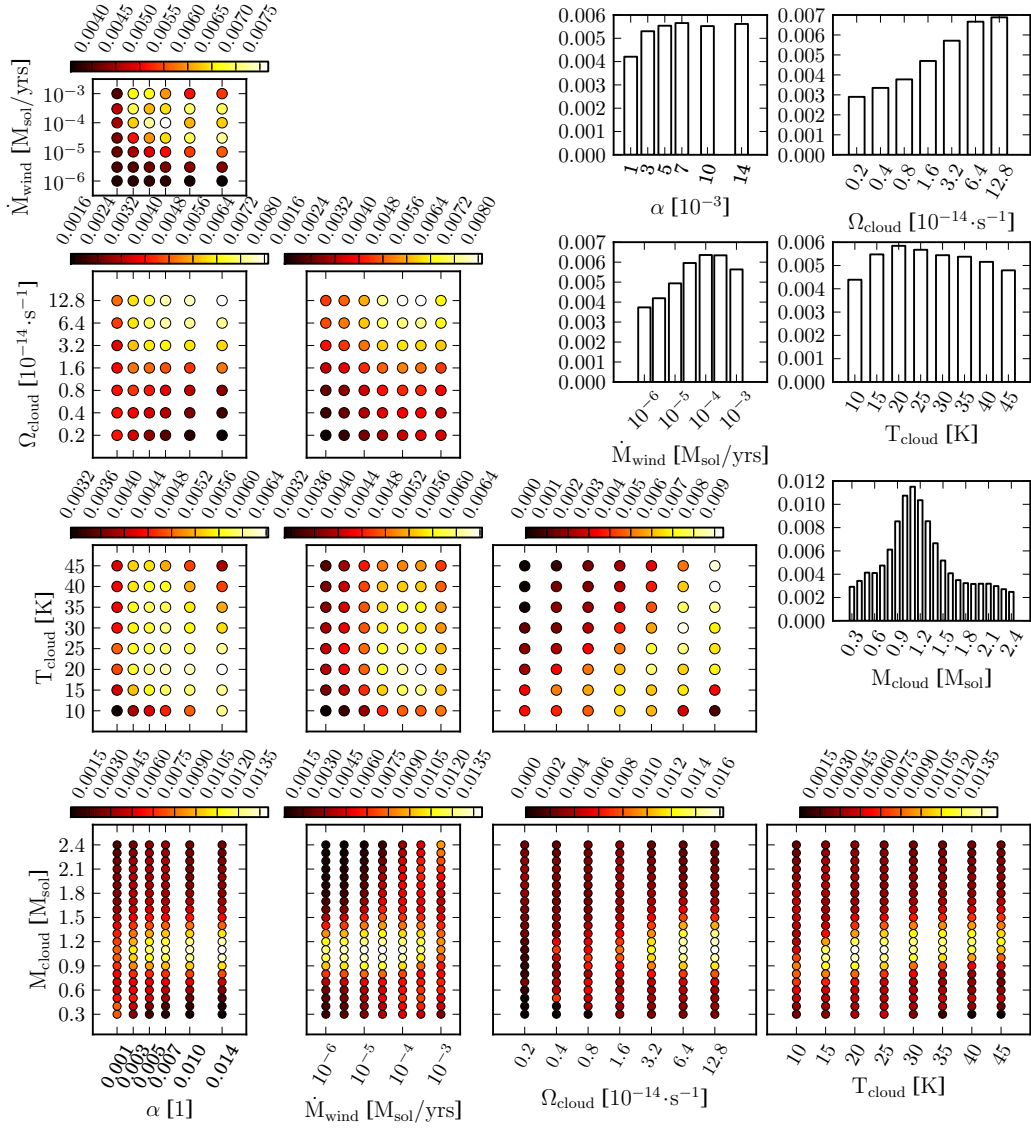 0.0040 0.0045 0.0050 0.0055 0.0060 0.0065 0.0070 0.0075
Ṁwind [Msol/yrs]
10⁻³
10⁻⁴
10⁻⁵
10⁻⁶
0.006
0.005
0.004
0.003
0.002
0.001
0.000
1 3 5 7 10 14
α [10⁻³]
0.007
0.006
0.005
0.004
0.003
0.002
0.001
0.000
0.2 0.4 0.8 1.6 3.2 6.4 12.8
Ωcloud [10⁻¹⁴·s⁻¹]
0.0016 0.0024 0.0032 0.0040 0.0048 0.0056 0.0064 0.0072 0.0080
0.0016 0.0024 0.0032 0.0040 0.0048 0.0056 0.0064 0.0072 0.0080
Ωcloud [10⁻¹⁴·s⁻¹]
12.8
6.4
3.2
1.6
0.8
0.4
0.2
0.007
0.006
0.005
0.004
0.003
0.002
0.001
0.000
10⁻⁶ 10⁻⁵ 10⁻⁴ 10⁻³
Ṁwind [Msol/yrs]
0.006
0.005
0.004
0.003
0.002
0.001
0.000
10 15 20 25 30 35 40 45
Tcloud [K]
0.0032 0.0036 0.0040 0.0044 0.0048 0.0052 0.0056 0.0060 0.0064
0.0032 0.0036 0.0040 0.0044 0.0048 0.0052 0.0056 0.0060 0.0064
0.000 0.001 0.002 0.003 0.004 0.005 0.006 0.007 0.008 0.009
Tcloud [K]
45
40
35
30
25
20
15
10
0.012
0.010
0.008
0.006
0.004
0.002
0.000
0.3 0.6 0.9 1.2 1.5 1.8 2.1 2.4
Mcloud [Msol]
0.0015 0.0030 0.0045 0.0060 0.0075 0.0090 0.0105 0.0120 0.0135
0.0015 0.0030 0.0045 0.0060 0.0075 0.0090 0.0105 0.0120 0.0135
0.000 0.002 0.004 0.006 0.008 0.010 0.012 0.014 0.016
0.0015 0.0030 0.0045 0.0060 0.0075 0.0090 0.0105 0.0120 0.0135
Mcloud [Msol]
2.4
2.1
1.8
1.5
1.2
0.9
0.6
0.3
0.001 0.003 0.005 0.007 0.010 0.014
α [1]
10⁻⁶ 10⁻⁵ 10⁻⁴ 10⁻³
Ṁwind [Msol/yrs]
0.2 0.4 0.8 1.6 3.2 6.4 12.8
Ωcloud [10⁻¹⁴·s⁻¹]
10 15 20 25 30 35 40 45
Tcloud [K]